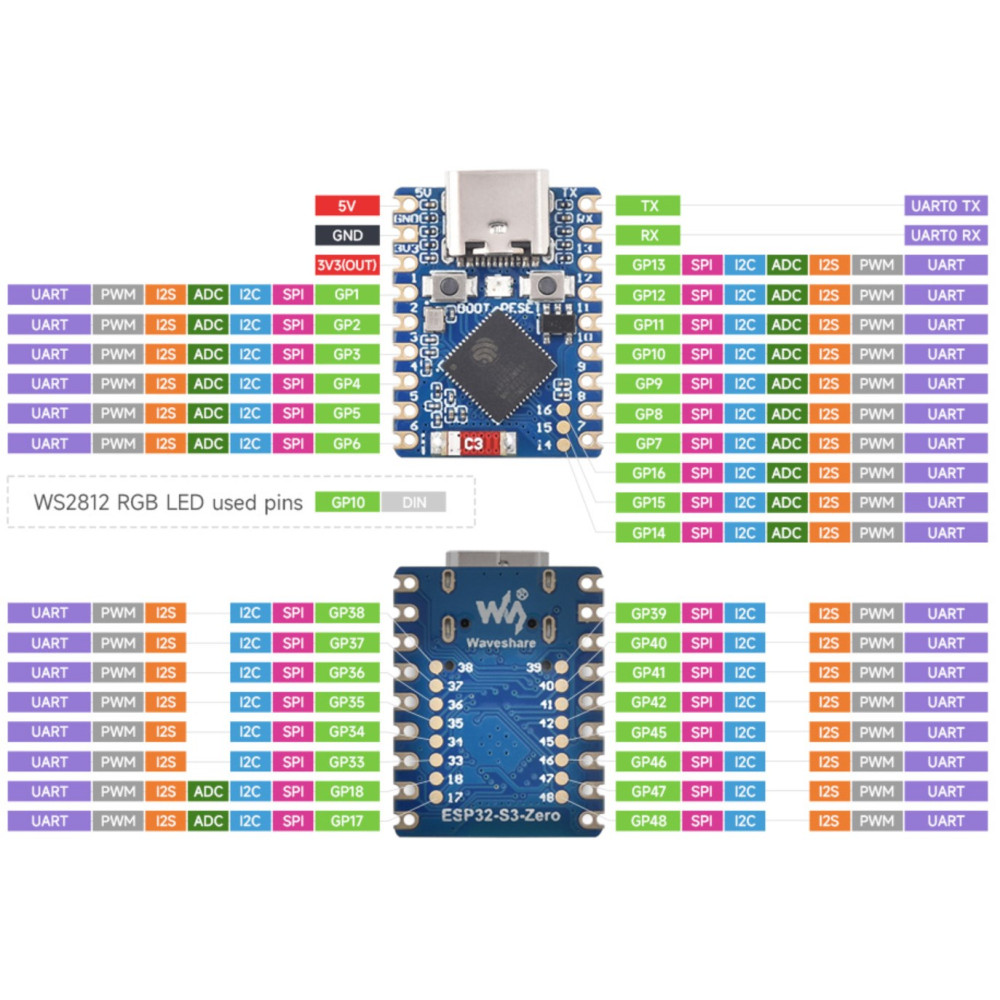 5V TX
GND RX
3V3 13
12
11
2 10
3 9
4 8
5 7
6
BOOT RESET
16
15
14
C3
5V
GND
3V3(OUT)
UART PWM I2S ADC I2C SPI GP1
UART PWM I2S ADC I2C SPI GP2
UART PWM I2S ADC I2C SPI GP3
UART PWM I2S ADC I2C SPI GP4
UART PWM I2S ADC I2C SPI GP5
UART PWM I2S ADC I2C SPI GP6
TX UART0 TX
RX UART0 RX
GP13 SPI I2C ADC I2S PWM UART
GP12 SPI I2C ADC I2S PWM UART
GP11 SPI I2C ADC I2S PWM UART
GP10 SPI I2C ADC I2S PWM UART
GP9 SPI I2C ADC I2S PWM UART
GP8 SPI I2C ADC I2S PWM UART
GP7 SPI I2C ADC I2S PWM UART
GP16 SPI I2C ADC I2S PWM UART
GP15 SPI I2C ADC I2S PWM UART
GP14 SPI I2C ADC I2S PWM UART
WS2812 RGB LED used pins GP10 DIN
UART PWM I2S I2C SPI GP38
UART PWM I2S I2C SPI GP37
UART PWM I2S I2C SPI GP36
UART PWM I2S I2C SPI GP35
UART PWM I2S I2C SPI GP34
UART PWM I2S I2C SPI GP33
UART PWM I2S ADC I2C SPI GP18
UART PWM I2S ADC I2C SPI GP17
®
Waveshare
38 39
37 40
36 41
35 42
34 45
33 46
18 47
17 48
ESP32-S3-Zero
GP39 SPI I2C I2S PWM UART
GP40 SPI I2C I2S PWM UART
GP41 SPI I2C I2S PWM UART
GP42 SPI I2C I2S PWM UART
GP45 SPI I2C I2S PWM UART
GP46 SPI I2C I2S PWM UART
GP47 SPI I2C I2S PWM UART
GP48 SPI I2C I2S PWM UART